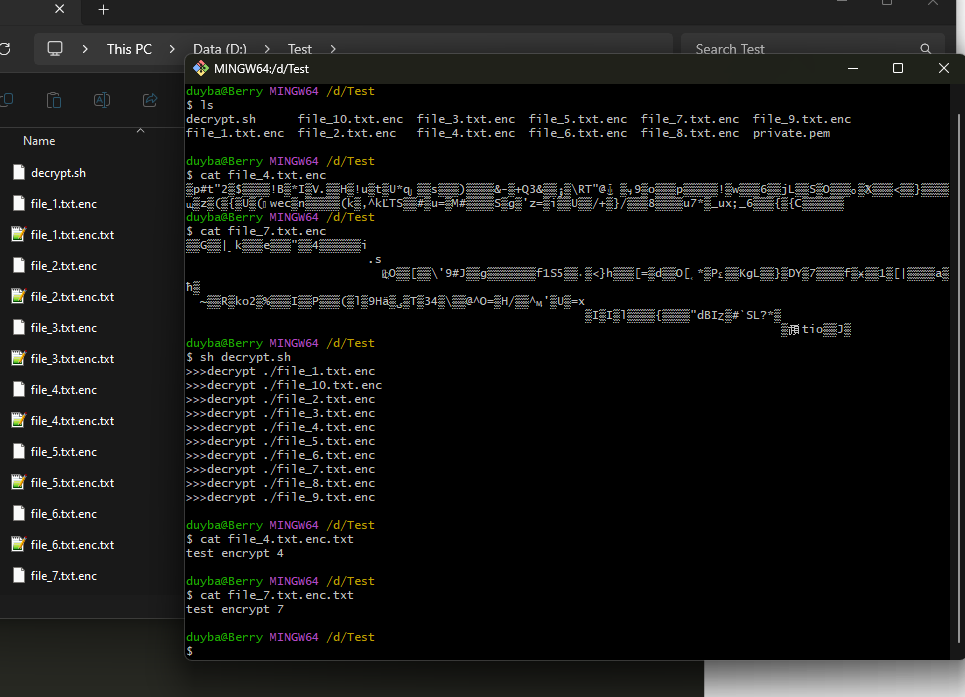 This PC
Data (D:)
Test
Search Test
Name
decrypt.sh
file_1.txt.enc
file_1.txt.enc.txt
file_2.txt.enc
file_2.txt.enc.txt
file_3.txt.enc
file_3.txt.enc.txt
file_4.txt.enc
file_4.txt.enc.txt
file_5.txt.enc
file_5.txt.enc.txt
file_6.txt.enc
file_6.txt.enc.txt
file_7.txt.enc
MINGW64:/d/Test
duyba@Berry MINGW64 /d/Test
$ ls
decrypt.sh file_10.txt.enc file_3.txt.enc file_5.txt.enc file_7.txt.enc file_9.txt.enc
file_1.txt.enc file_2.txt.enc file_4.txt.enc file_6.txt.enc file_8.txt.enc private.pem
duyba@Berry MINGW64 /d/Test
$ cat file_4.txt.enc
duyba@Berry MINGW64 /d/Test
$ cat file_7.txt.enc
duyba@Berry MINGW64 /d/Test
$ sh decrypt.sh
>>>decrypt ./file_1.txt.enc
>>>decrypt ./file_10.txt.enc
>>>decrypt ./file_2.txt.enc
>>>decrypt ./file_3.txt.enc
>>>decrypt ./file_4.txt.enc
>>>decrypt ./file_5.txt.enc
>>>decrypt ./file_6.txt.enc
>>>decrypt ./file_7.txt.enc
>>>decrypt ./file_8.txt.enc
>>>decrypt ./file_9.txt.enc
duyba@Berry MINGW64 /d/Test
$ cat file_4.txt.enc.txt
test encrypt 4
duyba@Berry MINGW64 /d/Test
$ cat file_7.txt.enc.txt
test encrypt 7
duyba@Berry MINGW64 /d/Test
$